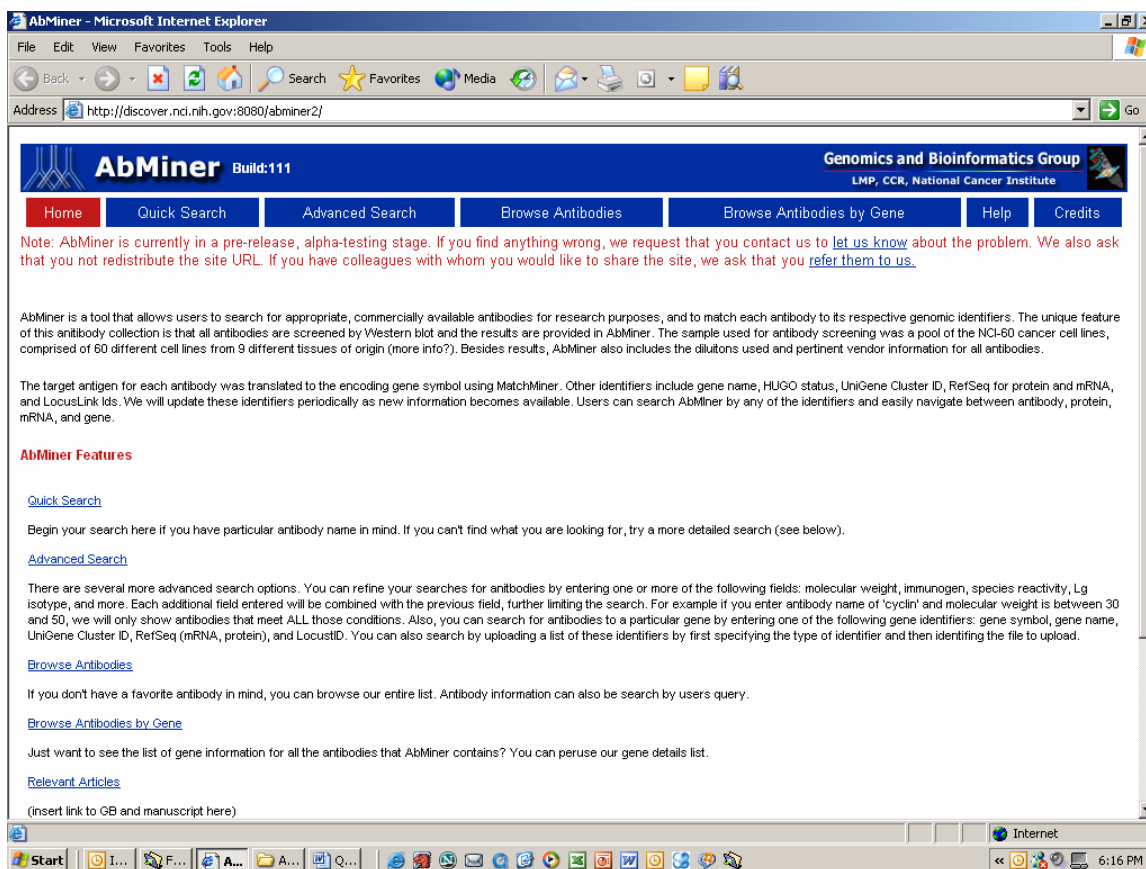 AbMiner - Microsoft Internet Explorer
File Edit View Favorites Tools Help
Back Search Favorites Media
Address http://discover.nci.nih.gov:8080/abminer2/ Go
AbMiner Build:111
Genomics and Bioinformatics Group
LMP, CCR, National Cancer Institute
Home Quick Search Advanced Search Browse Antibodies Browse Antibodies by Gene Help Credits
Note: AbMiner is currently in a pre-release, alpha-testing stage. If you find anything wrong, we request that you contact us to let us know about the problem. We also ask
that you not redistribute the site URL. If you have colleagues with whom you would like to share the site, we ask that you refer them to us.
AbMiner is a tool that allows users to search for research purposes, commercially available antibodies for research purposes, and to match each antibody to its respective genomic identifiers. The unique feature
of this anitibody collection is that all antibodies are screened by Western blot and the results are provided in AbMiner. The sample used for antibody screening was a pool of the NCI-60 cancer cell lines,
comprised of 60 different cell lines from 9 different tissues of origin (more info?). Besides results, AbMiner also includes the diluitons used and pertinent vendor information for all antibodies.
The target antigen for each antibody was translated to the encoding gene symbol using MatchMiner. Other identifiers include gene name, HUGO status, UniGene Cluster ID, RefSeq for protein and mRNA,
and LocusLink Ids. We will update these identifiers periodically as new information becomes available. Users can search AbMIner by any of the identifiers and easily navigate between antibody, protein,
mRNA, and gene.
AbMiner Features
Quick Search
Begin your search here if you have particular antibody name in mind. If you can't find what you are looking for, try a more detailed search (see below).
Advanced Search
There are several more advanced search options. You can refine your searches for anitbodies by entering one or more of the following fields: molecular weight, immunogen, species reactivity, Lg
isotype, and more. Each additional field entered will be combined with the previous field, further limiting the search. For example if you enter antibody name of 'cyclin' and molecular weight is between 30
and 50, we will only show antibodies that meet ALL those conditions. Also, you can search for antibodies to a particular gene by entering one of the following gene identifiers: gene symbol, gene name,
UniGene Cluster ID, RefSeq (mRNA, protein), and LocustID. You can also search by uploading a list of these identifiers by first specifying the type of identifier and then identifing the file to upload.
Browse Antibodies
If you don't have a favorite antibody in mind, you can browse our entire list. Antibody information can also be search by users query.
Browse Antibodies by Gene
Just want to see the list of gene information for all the antibodies that AbMiner contains? You can peruse our gene details list.
Relevant Articles
(insert link to GB and manuscript here)
Internet
Start I... F... A... A... Q... 6:16 PM